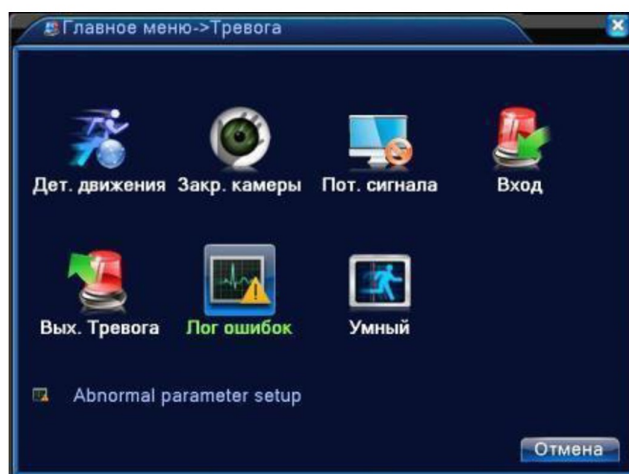 Главное меню->Тревога
Дет. движения Закр. камеры Пот. сигнала Вход
Вых. Тревога Лог ошибок Умный
Abnormal parameter setup
Отмена